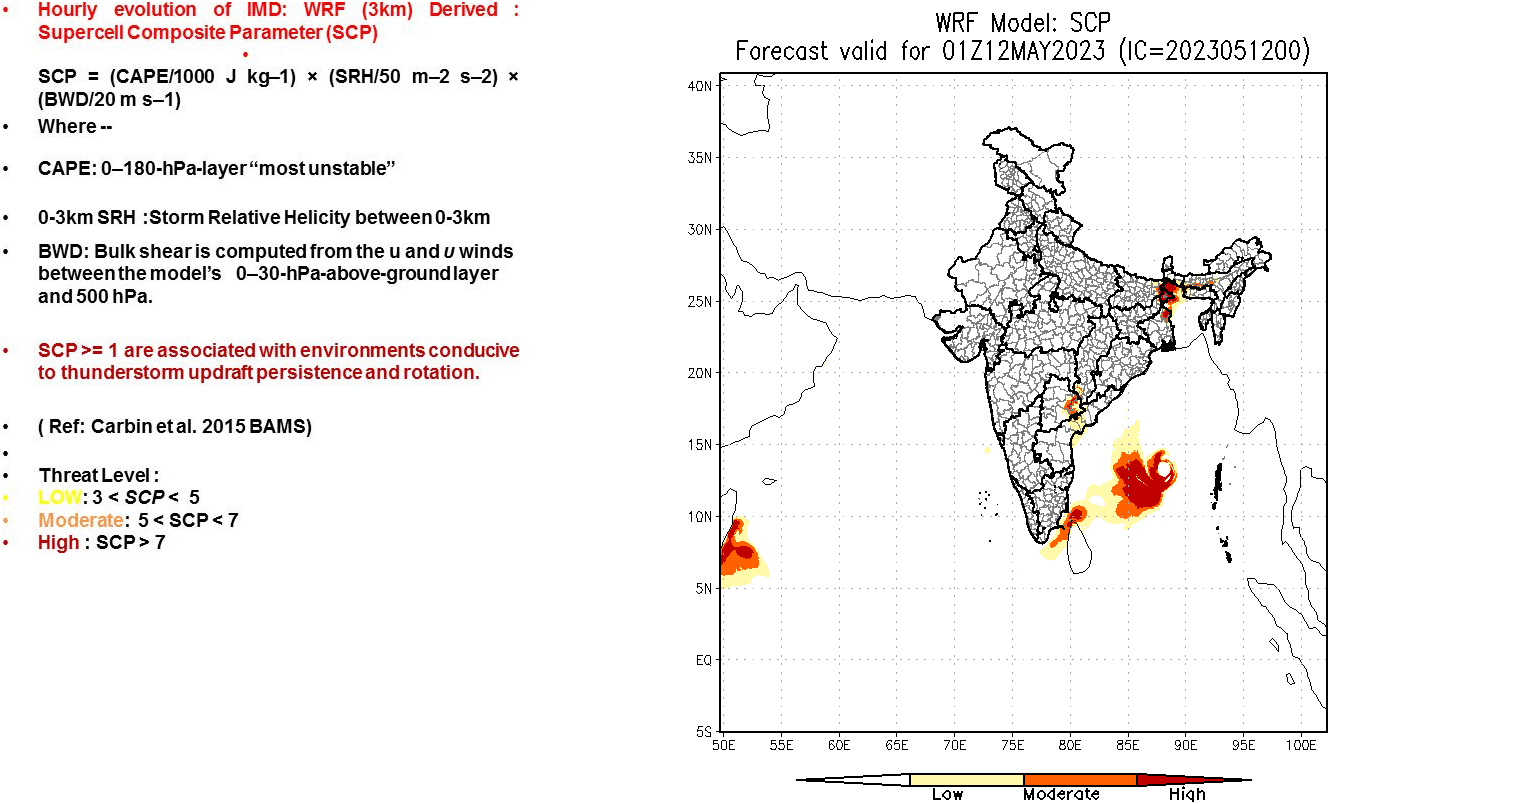 • Hourly evolution of IMD: WRF (3km) Derived :
Supercell Composite Parameter (SCP)
•
SCP = (CAPE/1000 J kg–1) × (SRH/50 m–2 s–2) ×
(BWD/20 m s–1)
• Where --
• CAPE: 0–180-hPa-layer “most unstable”
• 0-3km SRH :Storm Relative Helicity between 0-3km
• BWD: Bulk shear is computed from the u and υ winds
between the model’s 0–30-hPa-above-ground layer
and 500 hPa.
• SCP >= 1 are associated with environments conducive
to thunderstorm updraft persistence and rotation.
• ( Ref: Carbin et al. 2015 BAMS)
•
• Threat Level :
• LOW: 3 < SCP < 5
• Moderate: 5 < SCP < 7
• High : SCP > 7
WRF Model: SCP
Forecast valid for 01Z12MAY2023 (IC=2023051200)
40N
35N
30N
25N
20N
15N
10N
5N
EQ
5S
50E 55E 60E 65E 70E 75E 80E 85E 90E 95E 100E
Low Moderate High